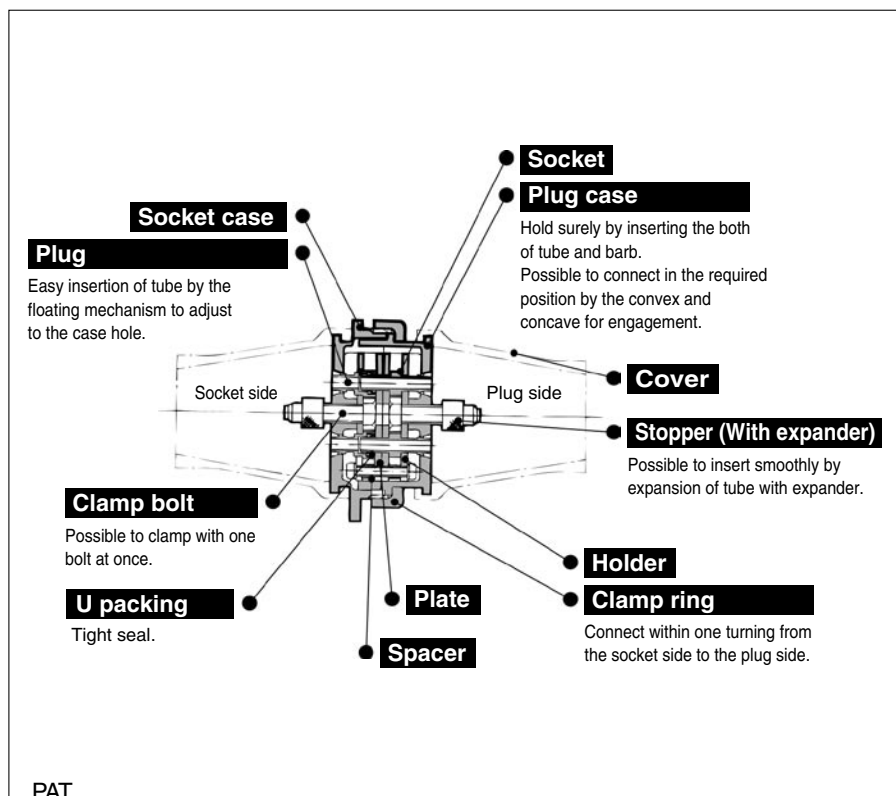 Socket
Plug case
Hold surely by inserting the both
of tube and barb.
Possible to connect in the required
position by the convex and
concave for engagement.
Socket case
Plug
Easy insertion of tube by the
floating mechanism to adjust
to the case hole.
Socket side
Plug side
Cover
Stopper (With expander)
Possible to insert smoothly by
expansion of tube with expander.
Clamp bolt
Possible to clamp with one
bolt at once.
U packing
Tight seal.
Plate
Spacer
Holder
Clamp ring
Connect within one turning from
the socket side to the plug side.
PAT